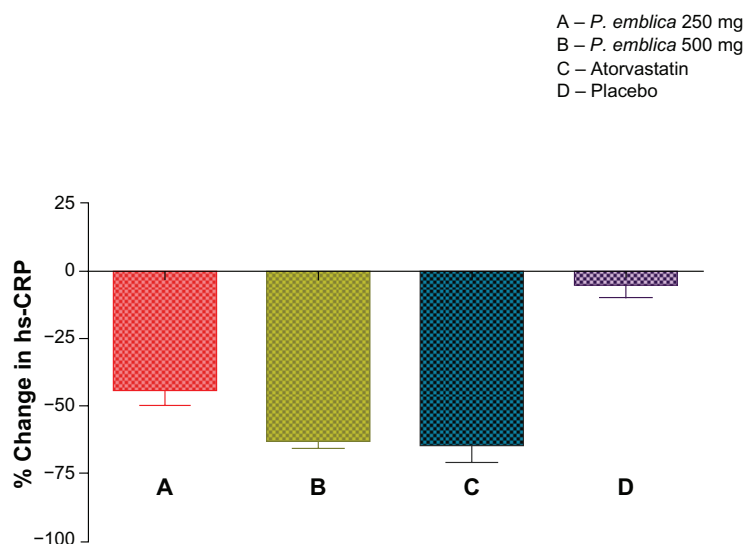 A – P. emblica 250 mg
B – P. emblica 500 mg
C – Atorvastatin
D – Placebo
% Change in hs-CRP
25
0
−25
−50
−75
−100
A B C D